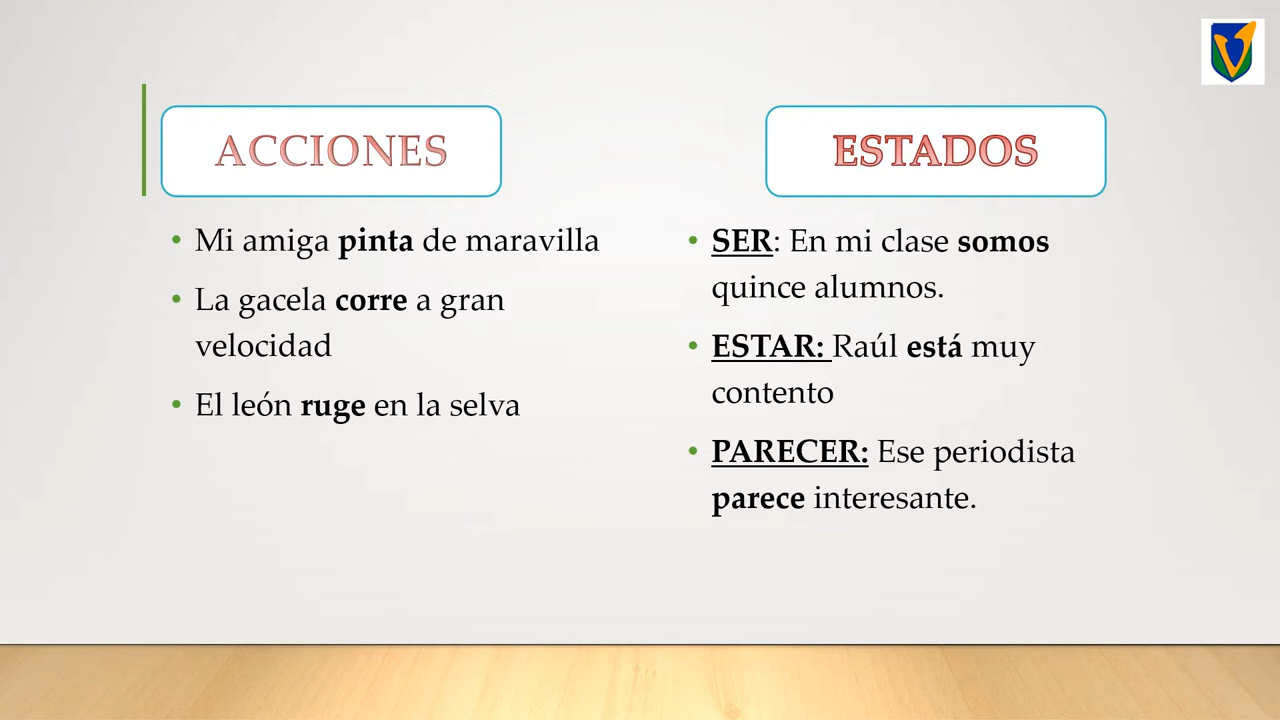 ACCIONES
Mi amiga pinta de maravilla
La gacela corre a gran
velocidad
El león ruge en la selva
ESTADOS
SER: En mi clase somos
quince alumnos.
ESTAR: Raúl está muy
contento
PARECER: Ese periodista
parece interesante.